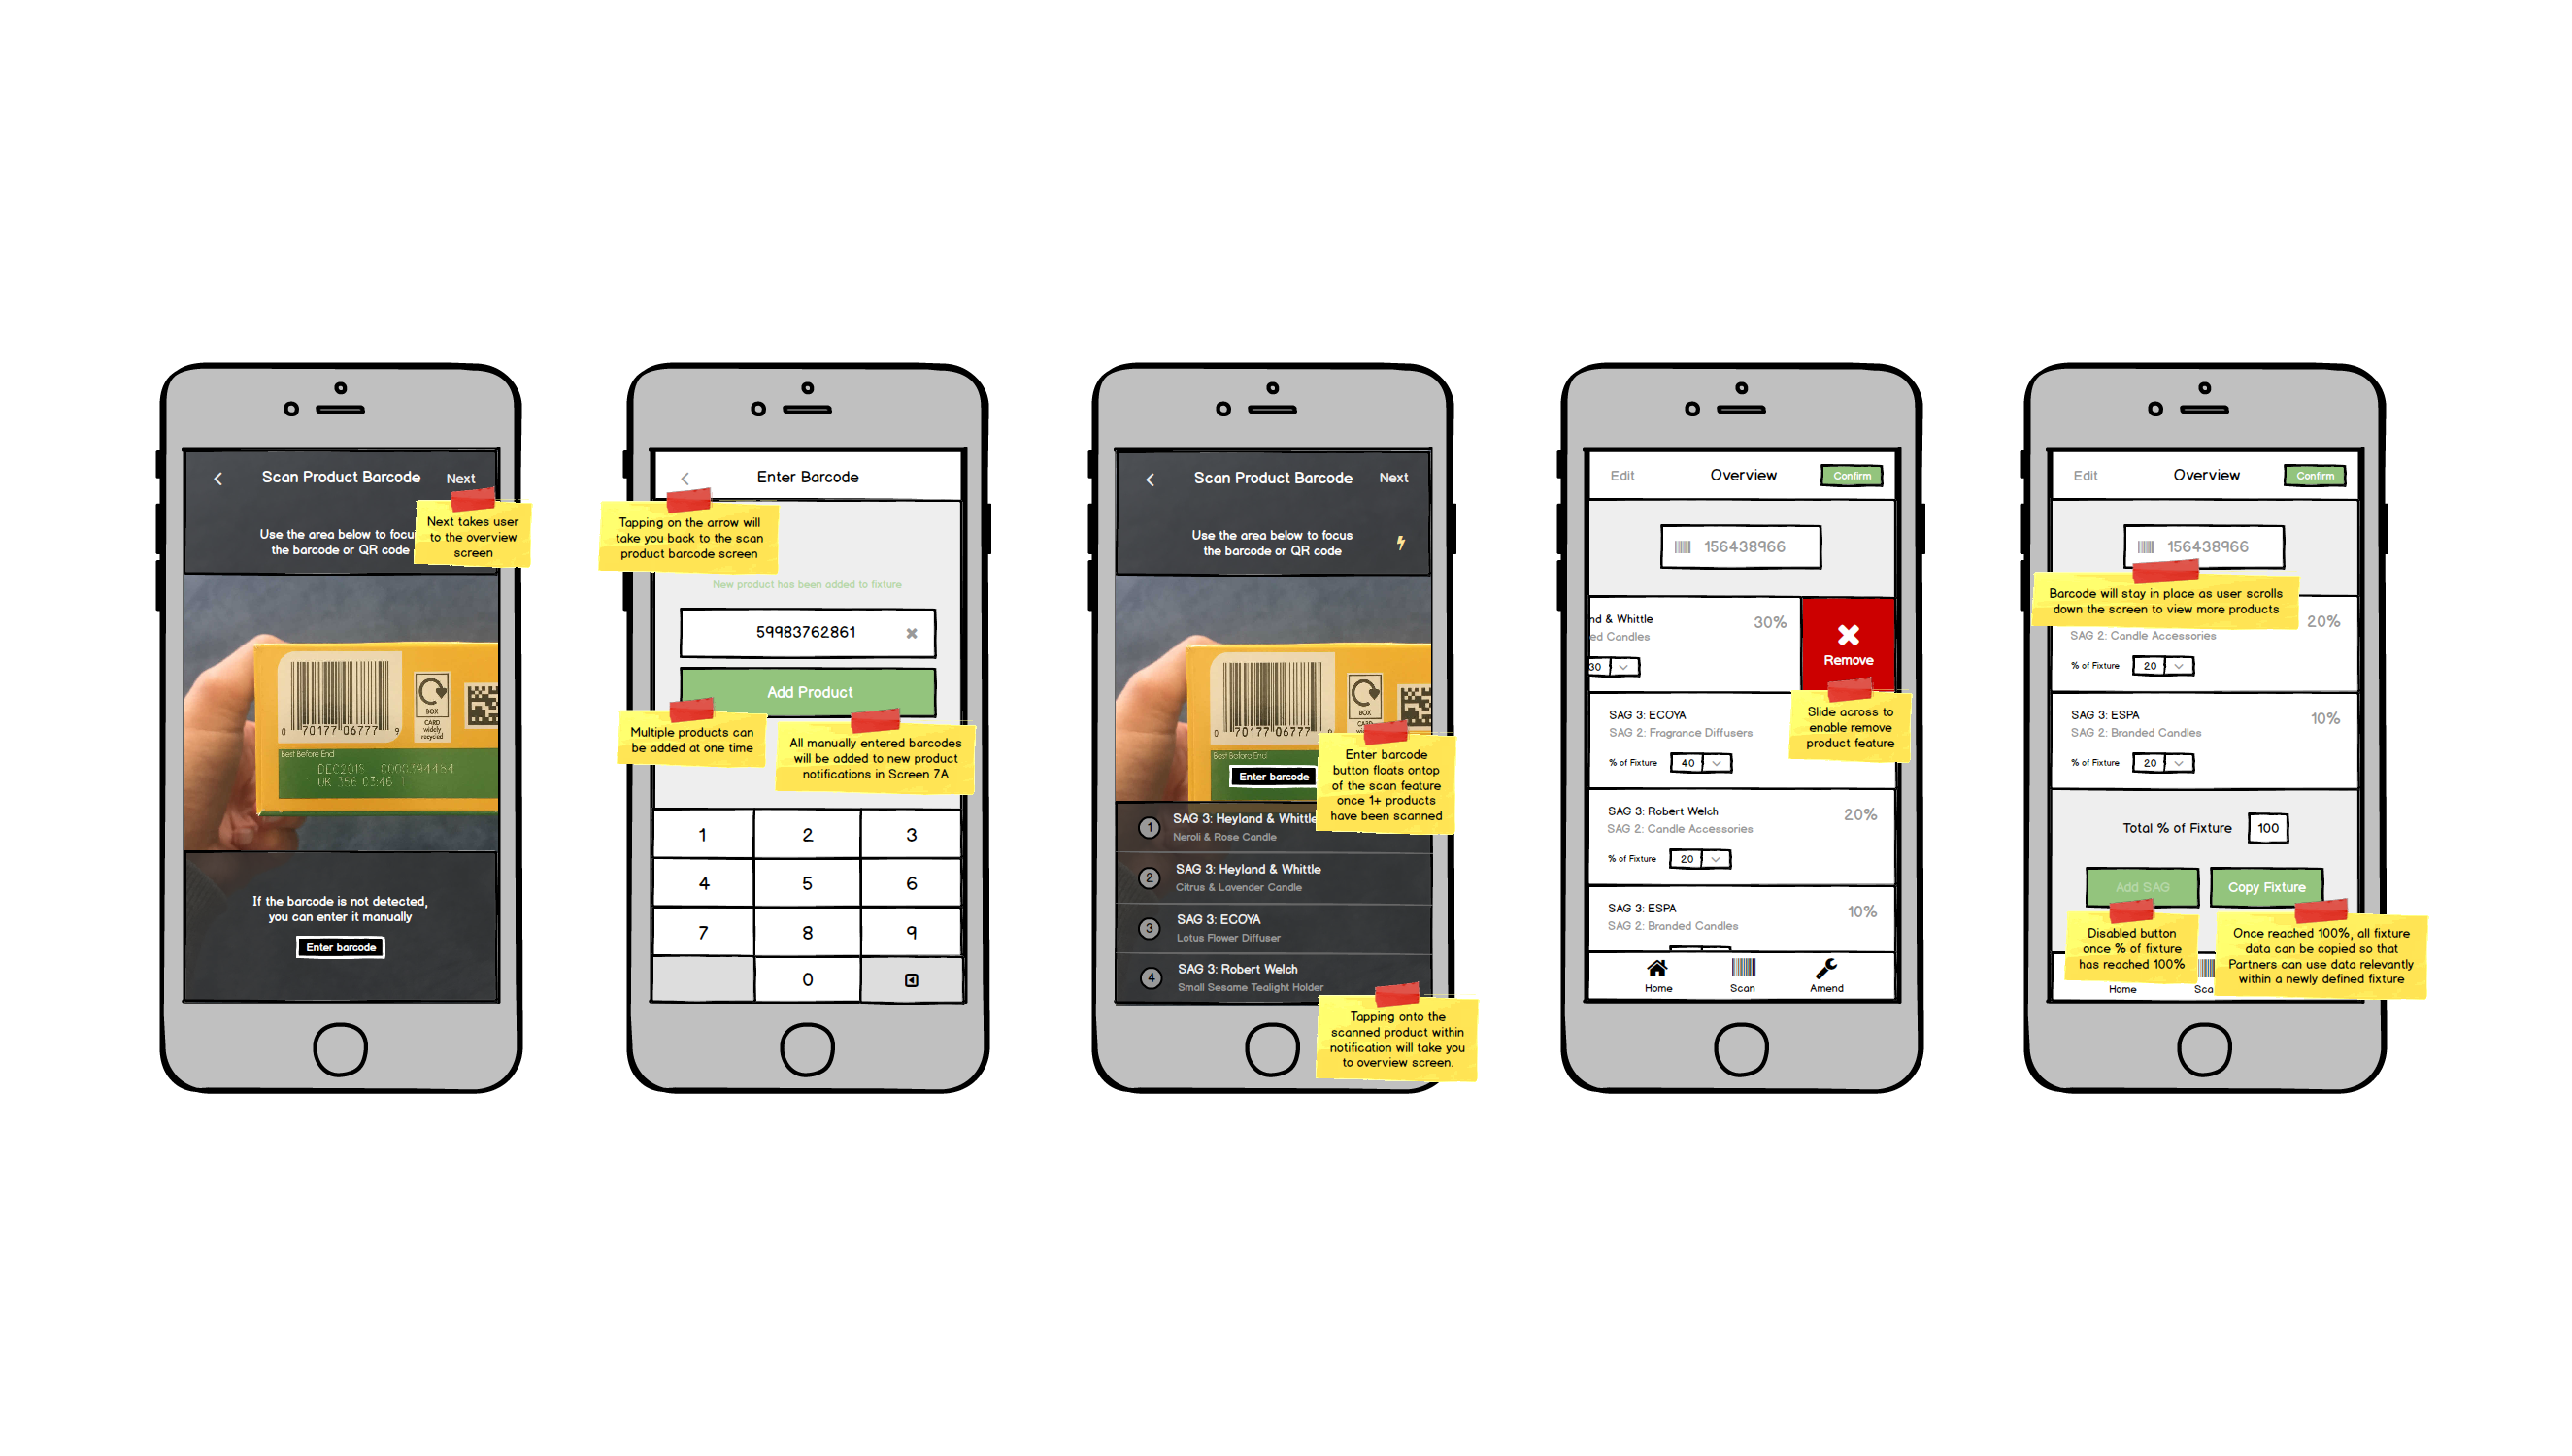 Scan Product Barcode
Next
Next takes user
to the overview
screen
Use the area below to focu
the barcode or QR code
0 70177 06777 9
BOX
CARD
widely
recycled
Best Before End
DEC2018 C000394484
UK 356 03:46 1
If the barcode is not detected,
you can enter it manually
Enter barcode
Enter Barcode
Tapping on the arrow will
take you back to the scan
product barcode screen
New product has been added to fixture
59983762861
Add Product
Multiple products can
be added at one time
All manually entered barcodes
will be added to new product
notifications in Screen 7A
1 2 3
4 5 6
7 8 9
0
Scan Product Barcode
Next
Use the area below to focus
the barcode or QR code
BOX
0 70177 06777
Best Before End
Enter barcode
Enter barcode
button floats ontop
of the scan feature
once 1+ products
have been scanned
1 SAG 3: Heyland & Whittle
Neroli & Rose Candle
2 SAG 3: Heyland & Whittle
Citrus & Lavender Candle
3 SAG 3: ECOYA
Lotus Flower Diffuser
4 SAG 3: Robert Welch
Small Sesame Tealight Holder
Tapping onto the
scanned product within
notification will take you
to overview screen.
Edit
Overview
Confirm
156438966
nd & Whittle
30%
ed Candles
30
Remove
Slide across to
enable remove
product feature
SAG 3: ECOYA
SAG 2: Fragrance Diffusers
% of Fixture 40
SAG 3: Robert Welch
20%
SAG 2: Candle Accessories
% of Fixture 20
SAG 3: ESPA
10%
SAG 2: Branded Candles
Home
Scan
Amend
Edit
Overview
Confirm
156438966
Barcode will stay in place as user scrolls
down the screen to view more products
20%
SAG 2: Candle Accessories
% of Fixture 20
SAG 3: ESPA
10%
SAG 2: Branded Candles
% of Fixture 20
Total % of Fixture 100
Add SAG
Copy Fixture
Disabled button
once % of fixture
has reached 100%
Once reached 100%, all fixture
data can be copied so that
Partners can use data relevantly
within a newly defined fixture
Home
Sca